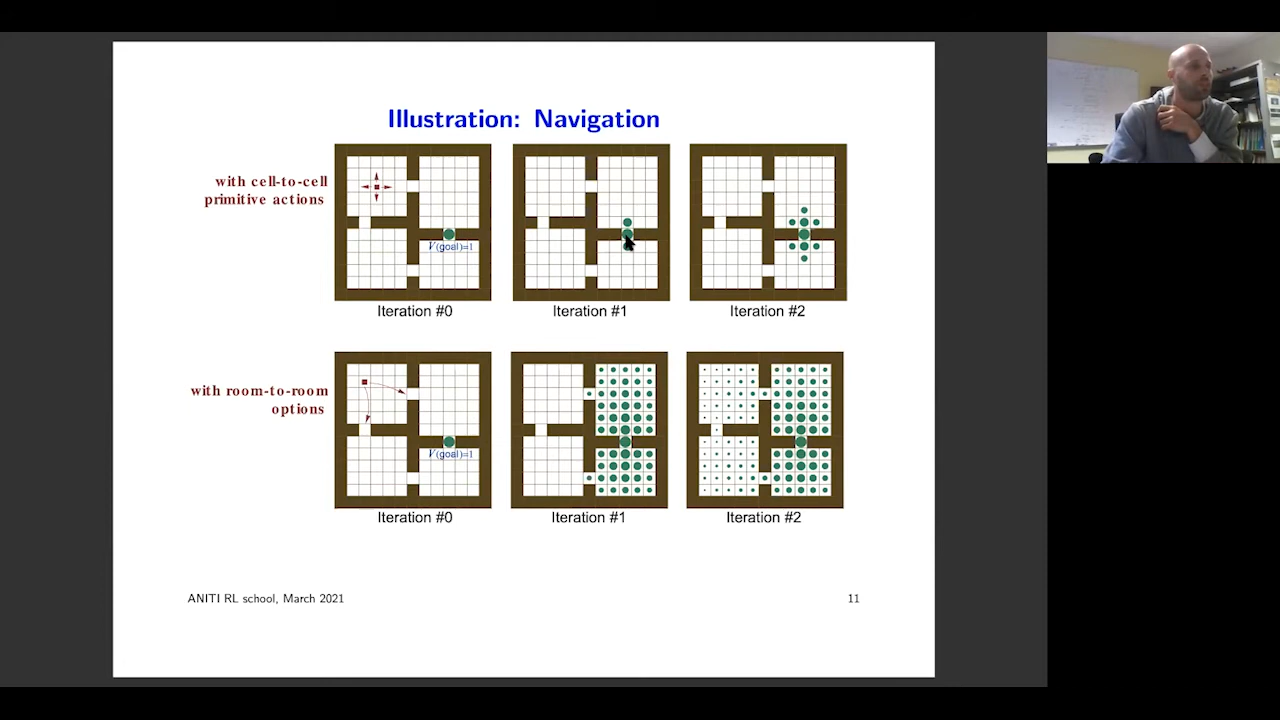 Illustration: Navigation
with cell-to-cell
primitive actions
V(goal)=1
Iteration #0
Iteration #1
Iteration #2
with room-to-room
options
V(goal)=1
Iteration #0
Iteration #1
Iteration #2
ANITI RL school, March 2021
11